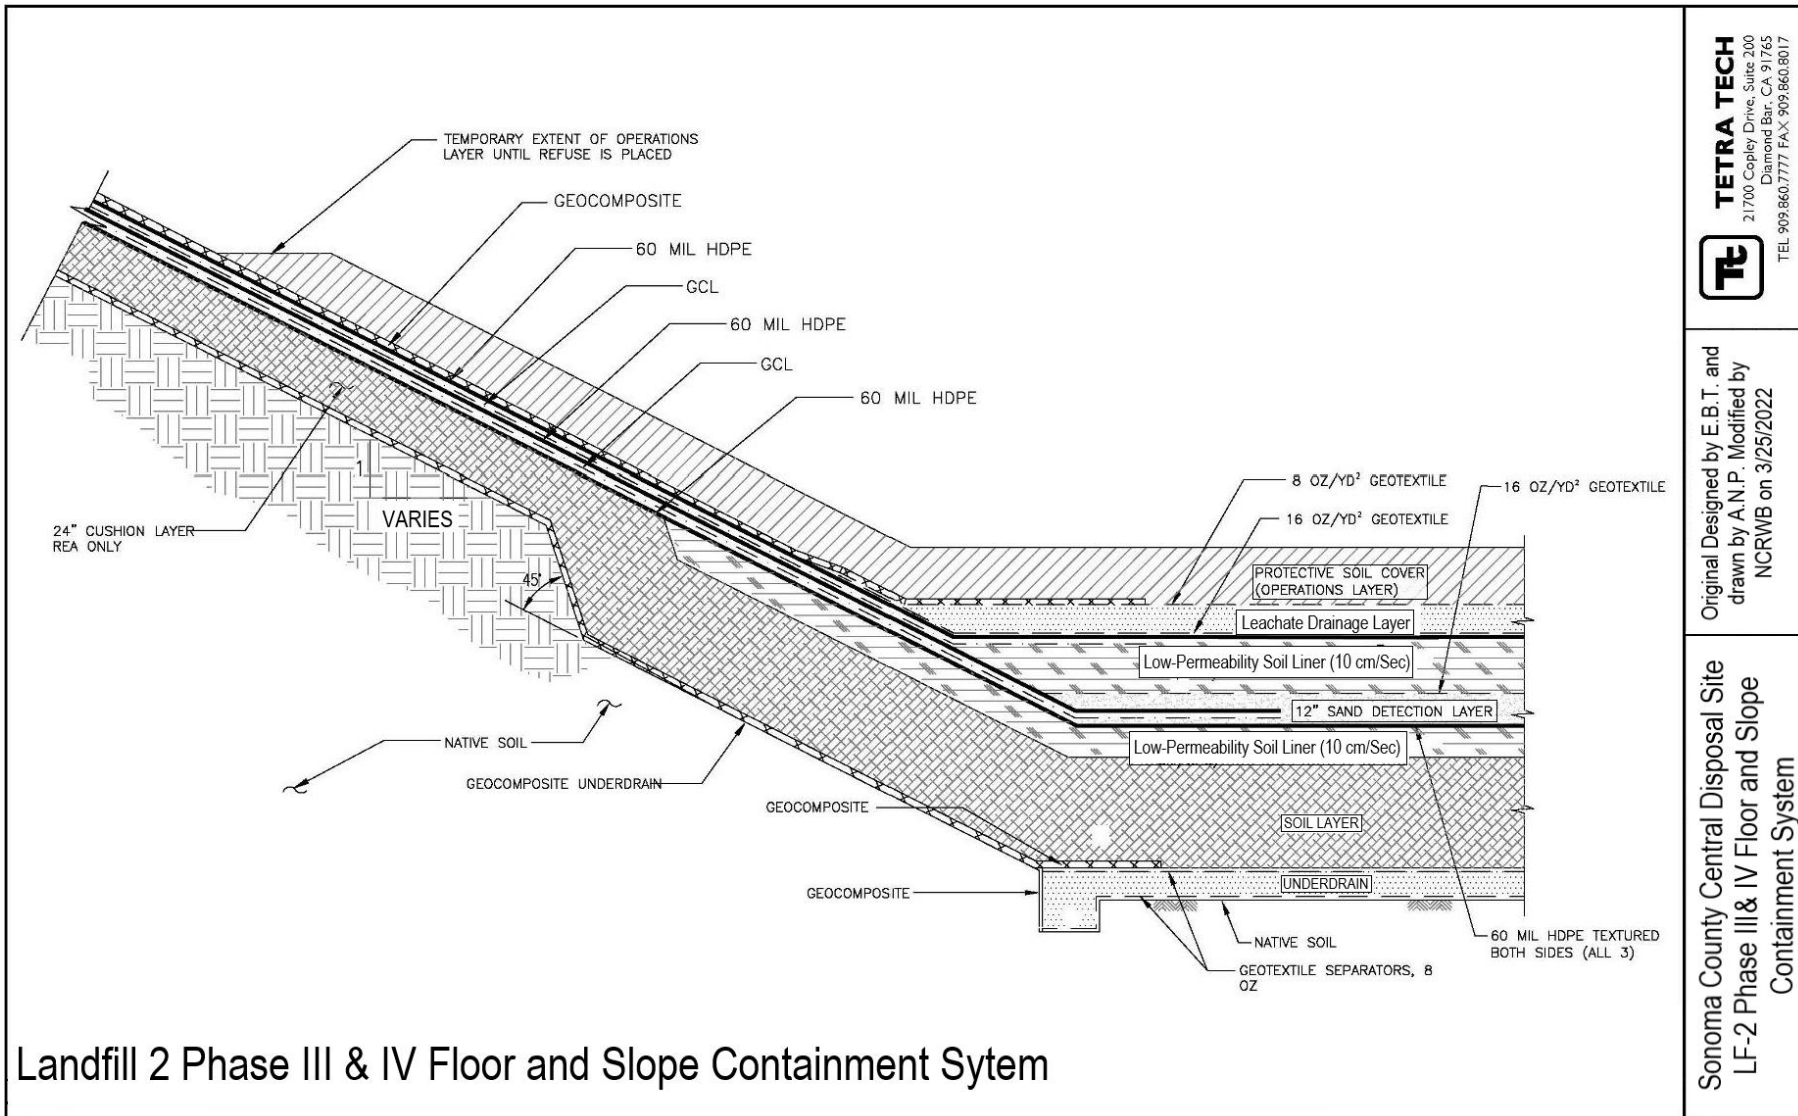 TEMPORARY EXTENT OF OPERATIONS
LAYER UNTIL REFUSE IS PLACED
GEOCOMPOSITE
60 MIL HDPE
GCL
60 MIL HDPE
GCL
60 MIL HDPE
8 OZ/YD² GEOTEXTILE
16 OZ/YD² GEOTEXTILE
16 OZ/YD² GEOTEXTILE
1
VARIES
24" CUSHION LAYER
REA ONLY
45°
PROTECTIVE SOIL COVER
(OPERATIONS LAYER)
Leachate Drainage Layer
Low-Permeability Soil Liner (10 cm/Sec)
12" SAND DETECTION LAYER
Low-Permeability Soil Liner (10 cm/Sec)
NATIVE SOIL
GEOCOMPOSITE UNDERDRAIN
GEOCOMPOSITE
SOIL LAYER
GEOCOMPOSITE
UNDERDRAIN
NATIVE SOIL
GEOTEXTILE SEPARATORS, 8
OZ
60 MIL HDPE TEXTURED
BOTH SIDES (ALL 3)
Landfill 2 Phase III & IV Floor and Slope Containment Sytem
Tt
TETRA TECH
21700 Copley Drive, Suite 200
Diamond Bar, CA 91765
TEL 909.860.7777 FAX 909.860.8017
Original Designed by E.B.T. and
drawn by A.N.P. Modified by
NCRWB on 3/25/2022
Sonoma County Central Disposal Site
LF-2 Phase III& IV Floor and Slope
Containment System